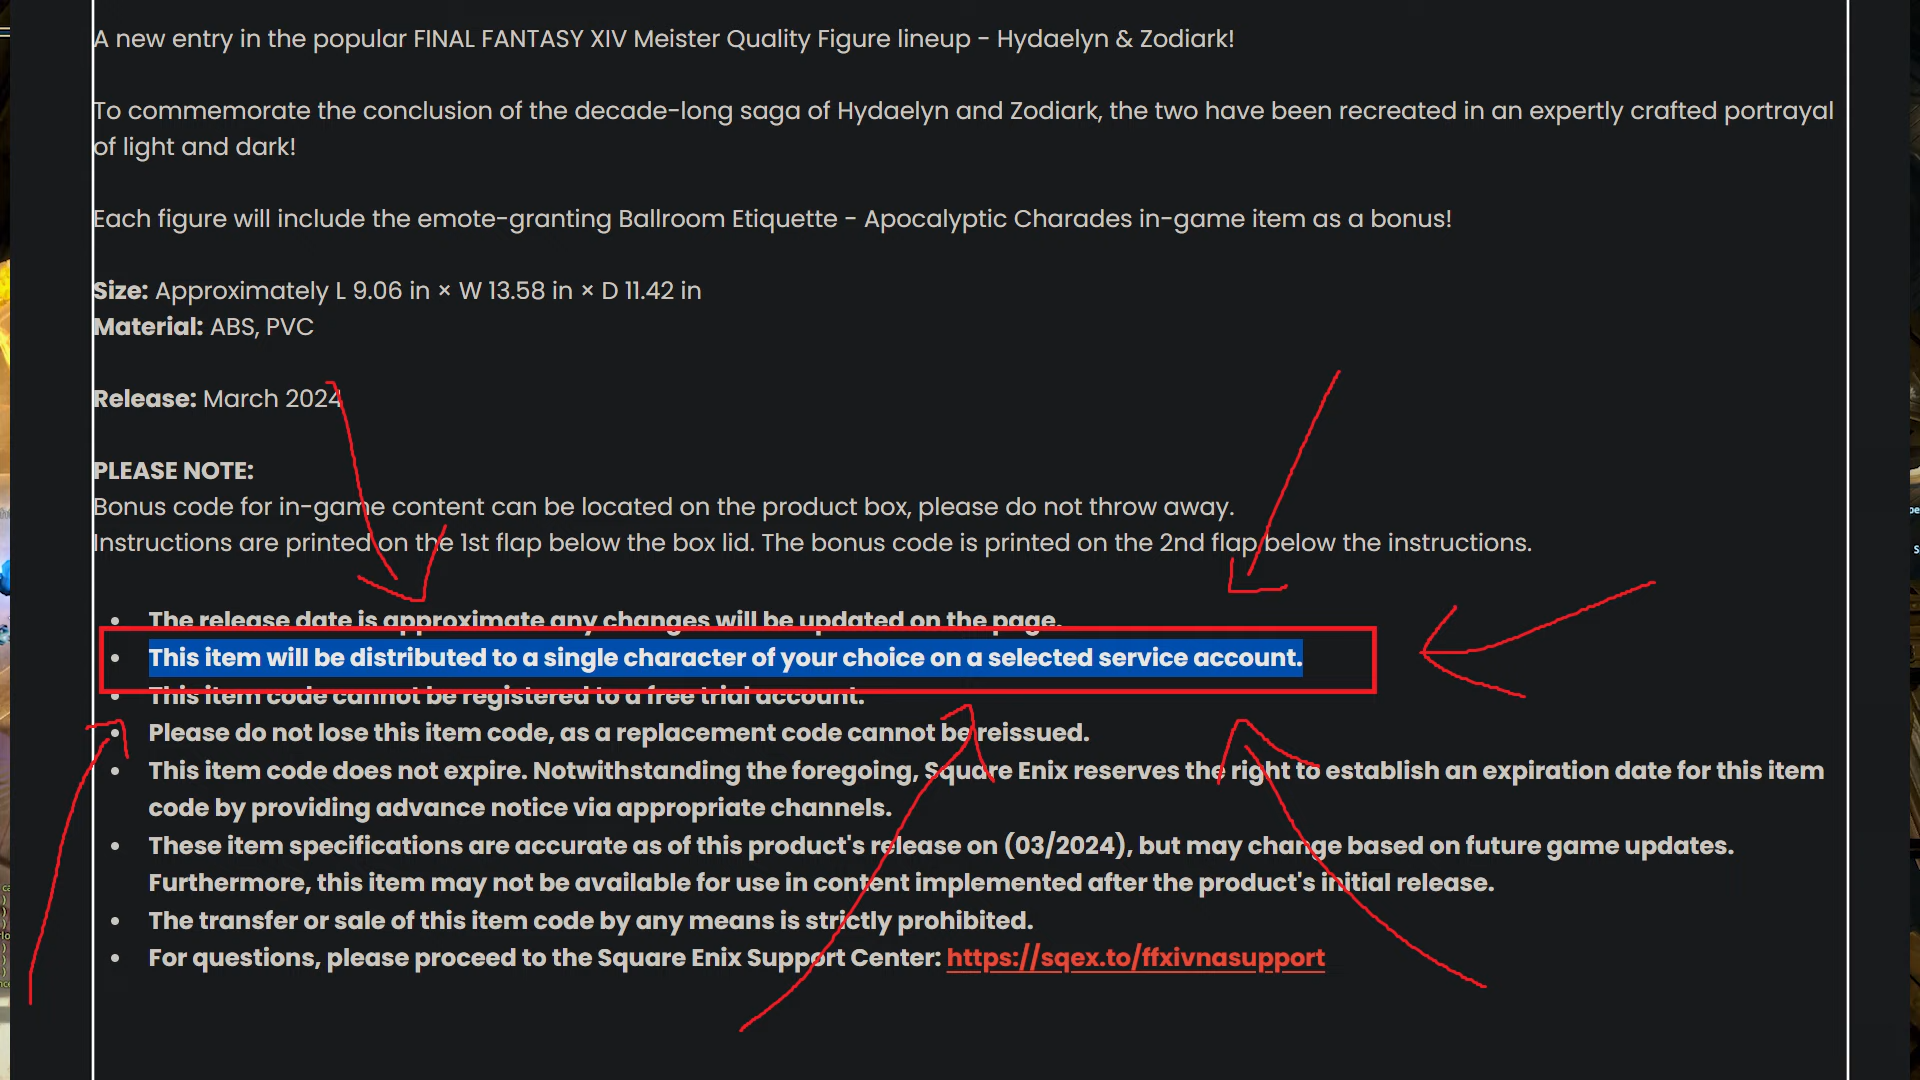 A new entry in the popular FINAL FANTASY XIV Meister Quality Figure lineup - Hydaelyn & Zodiark!
To commemorate the conclusion of the decade-long saga of Hydaelyn and Zodiark, the two have been recreated in an expertly crafted portrayal
of light and dark!
Each figure will include the emote-granting Ballroom Etiquette - Apocalyptic Charades in-game item as a bonus!
Size: Approximately L 9.06 in × W 13.58 in × D 11.42 in
Material: ABS, PVC
Release: March 2024
PLEASE NOTE:
Bonus code for in-game content can be located on the product box, please do not throw away.
Instructions are printed on the 1st flap below the box lid. The bonus code is printed on the 2nd flap below the instructions.
• The release date is approximate any changes will be updated on the page.
• This item will be distributed to a single character of your choice on a selected service account.
• This item code cannot be registered to a free trial account.
• Please do not lose this item code, as a replacement code cannot be reissued.
• This item code does not expire. Notwithstanding the foregoing, Square Enix reserves the right to establish an expiration date for this item
code by providing advance notice via appropriate channels.
• These item specifications are accurate as of this product's release on (03/2024), but may change based on future game updates.
Furthermore, this item may not be available for use in content implemented after the product's initial release.
• The transfer or sale of this item code by any means is strictly prohibited.
• For questions, please proceed to the Square Enix Support Center: https://sqex.to/ffxivnasupport